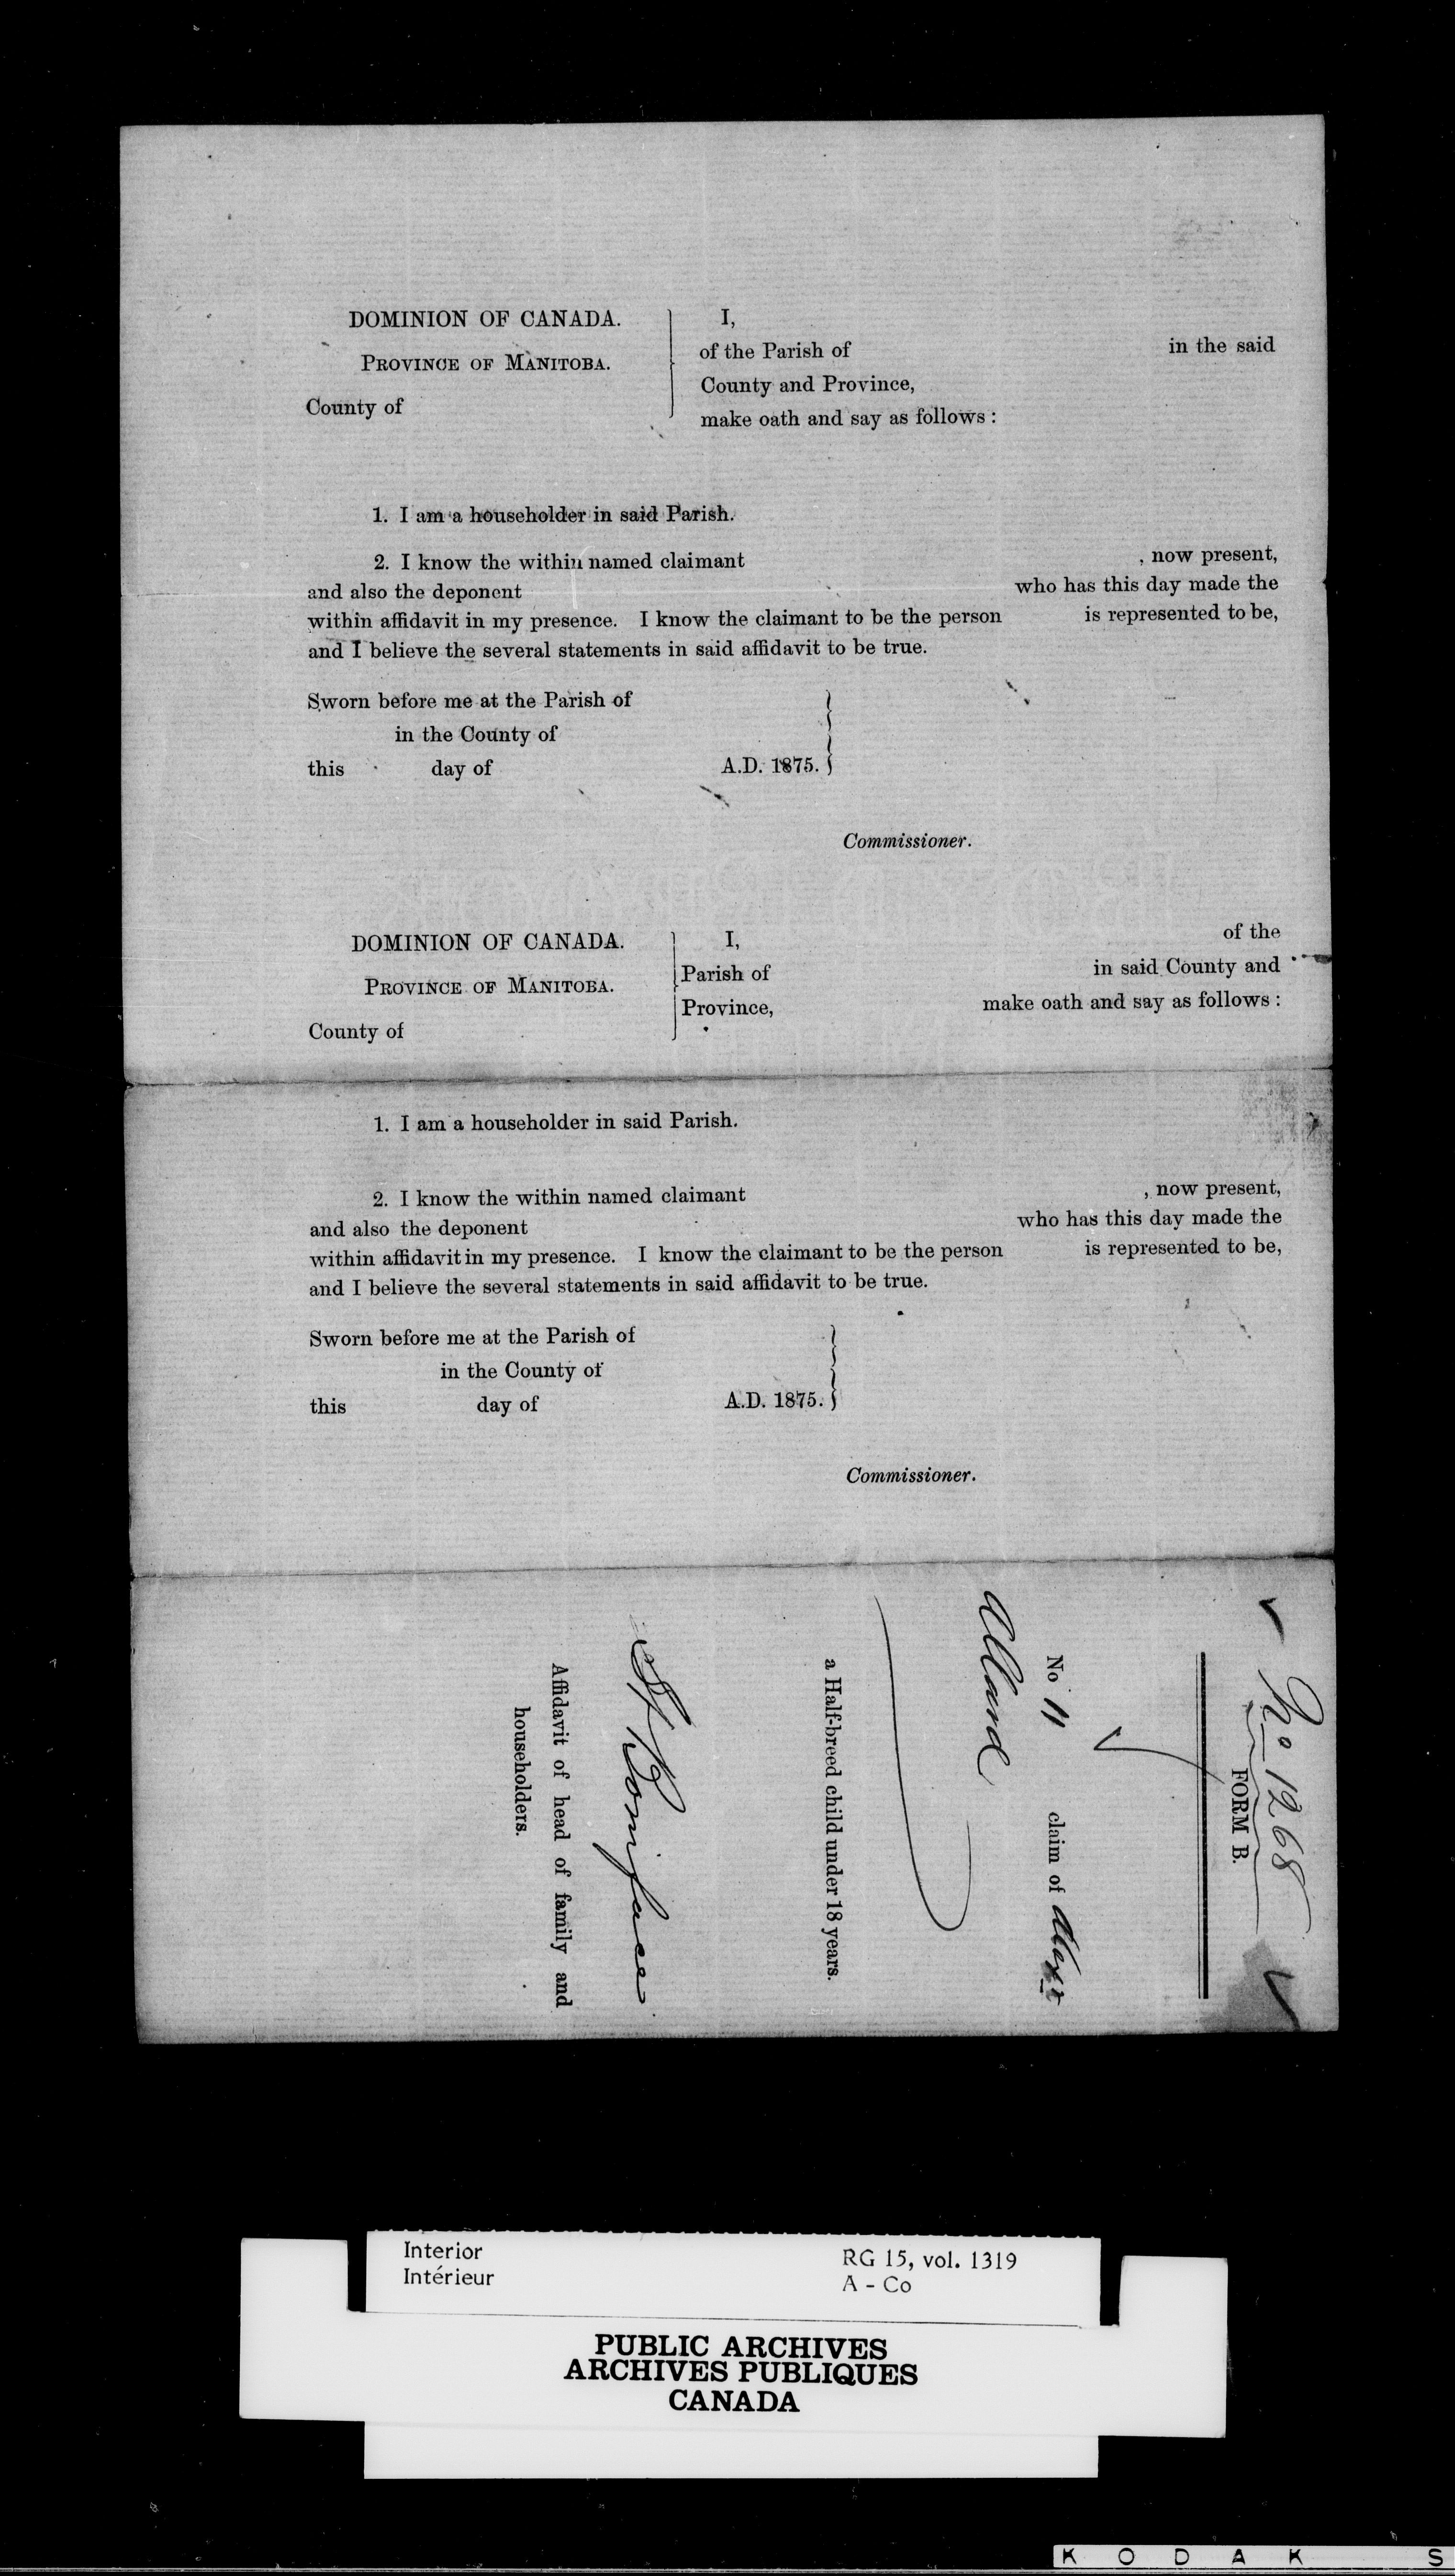 DOMINION OF CANADA.
PROVINCE OF MANITOBA.
County of
I,
of the Parish of in the said
County and Province,
make oath and say as follows :
1. I am a householder in said Parish.
2. I know the within named claimant , now present,
and also the deponent who has this day made the
within affidavit in my presence. I know the claimant to be the person is represented to be,
and I believe the several statements in said affidavit to be true.
Sworn before me at the Parish of
in the County of
this day of A.D. 1875.
Commissioner.
DOMINION OF CANADA.
PROVINCE OF MANITOBA.
County of
I, of the
Parish of in said County and
Province, make oath and say as follows :
1. I am a householder in said Parish.
2. I know the within named claimant , now present,
and also the deponent who has this day made the
within affidavit in my presence. I know the claimant to be the person is represented to be,
and I believe the several statements in said affidavit to be true.
Sworn before me at the Parish of
in the County of
this day of A.D. 1875.
Commissioner.
No 1268
FORM B.
No 11 claim of
Allard
a Half-breed child under 18 years.
St Boniface
Affidavit of head of family and
householders.
Interior
Intérieur
RG 15, vol. 1319
A - Co
PUBLIC ARCHIVES
ARCHIVES PUBLIQUES
CANADA
K O D A K S